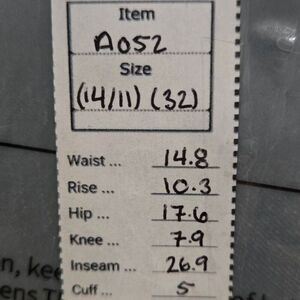 Item
A052
Size
(14/11) (32)
Waist ... 14.8
Rise ... 10.3
Hip ... 17.6
Knee ... 7.9
Inseam ... 26.9
Cuff ... 5